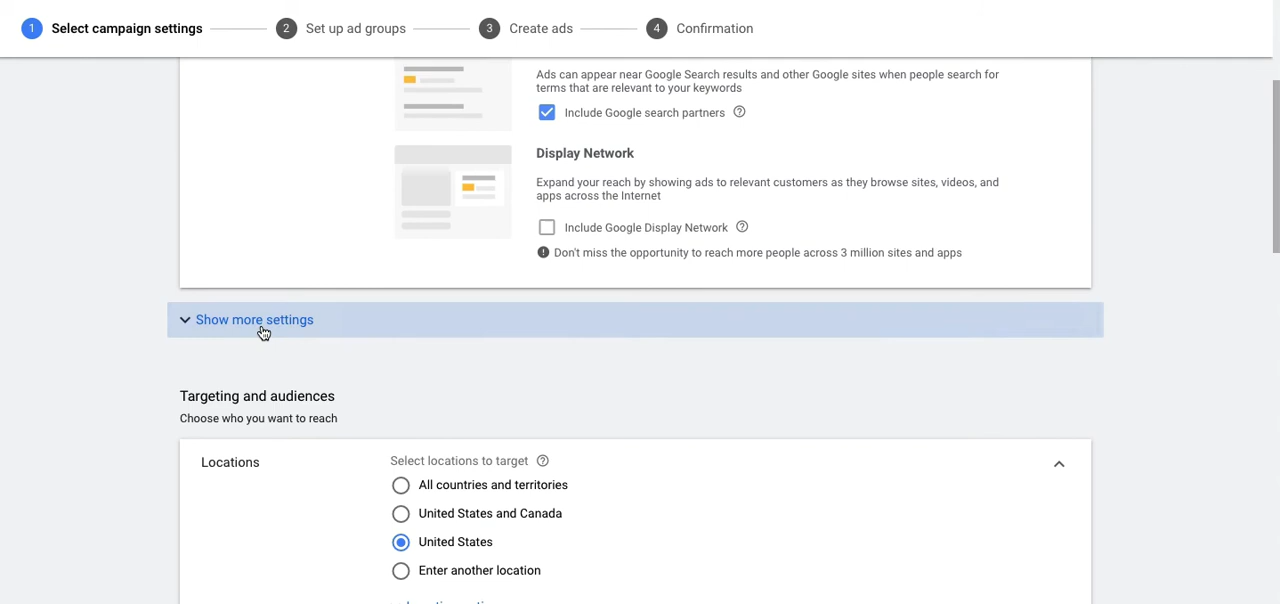 1 Select campaign settings 2 Set up ad groups 3 Create ads 4 Confirmation
Ads can appear near Google Search results and other Google sites when people search for
terms that are relevant to your keywords
Include Google search partners
Display Network
Expand your reach by showing ads to relevant customers as they browse sites, videos, and
apps across the Internet
Include Google Display Network
Don't miss the opportunity to reach more people across 3 million sites and apps
Show more settings
Targeting and audiences
Choose who you want to reach
Locations
Select locations to target
All countries and territories
United States and Canada
United States
Enter another location